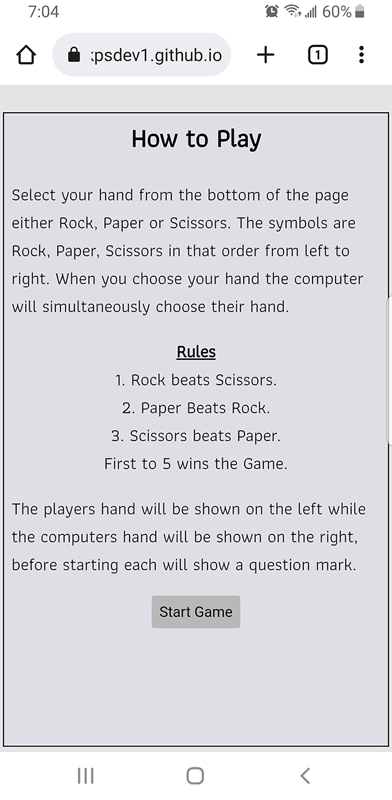 7:04 60%
:psdev1.github.io 1
How to Play
Select your hand from the bottom of the page
either Rock, Paper or Scissors. The symbols are
Rock, Paper, Scissors in that order from left to
right. When you choose your hand the computer
will simultaneously choose their hand.
Rules
1. Rock beats Scissors.
2. Paper Beats Rock.
3. Scissors beats Paper.
First to 5 wins the Game.
The players hand will be shown on the left while
the computers hand will be shown on the right,
before starting each will show a question mark.
Start Game